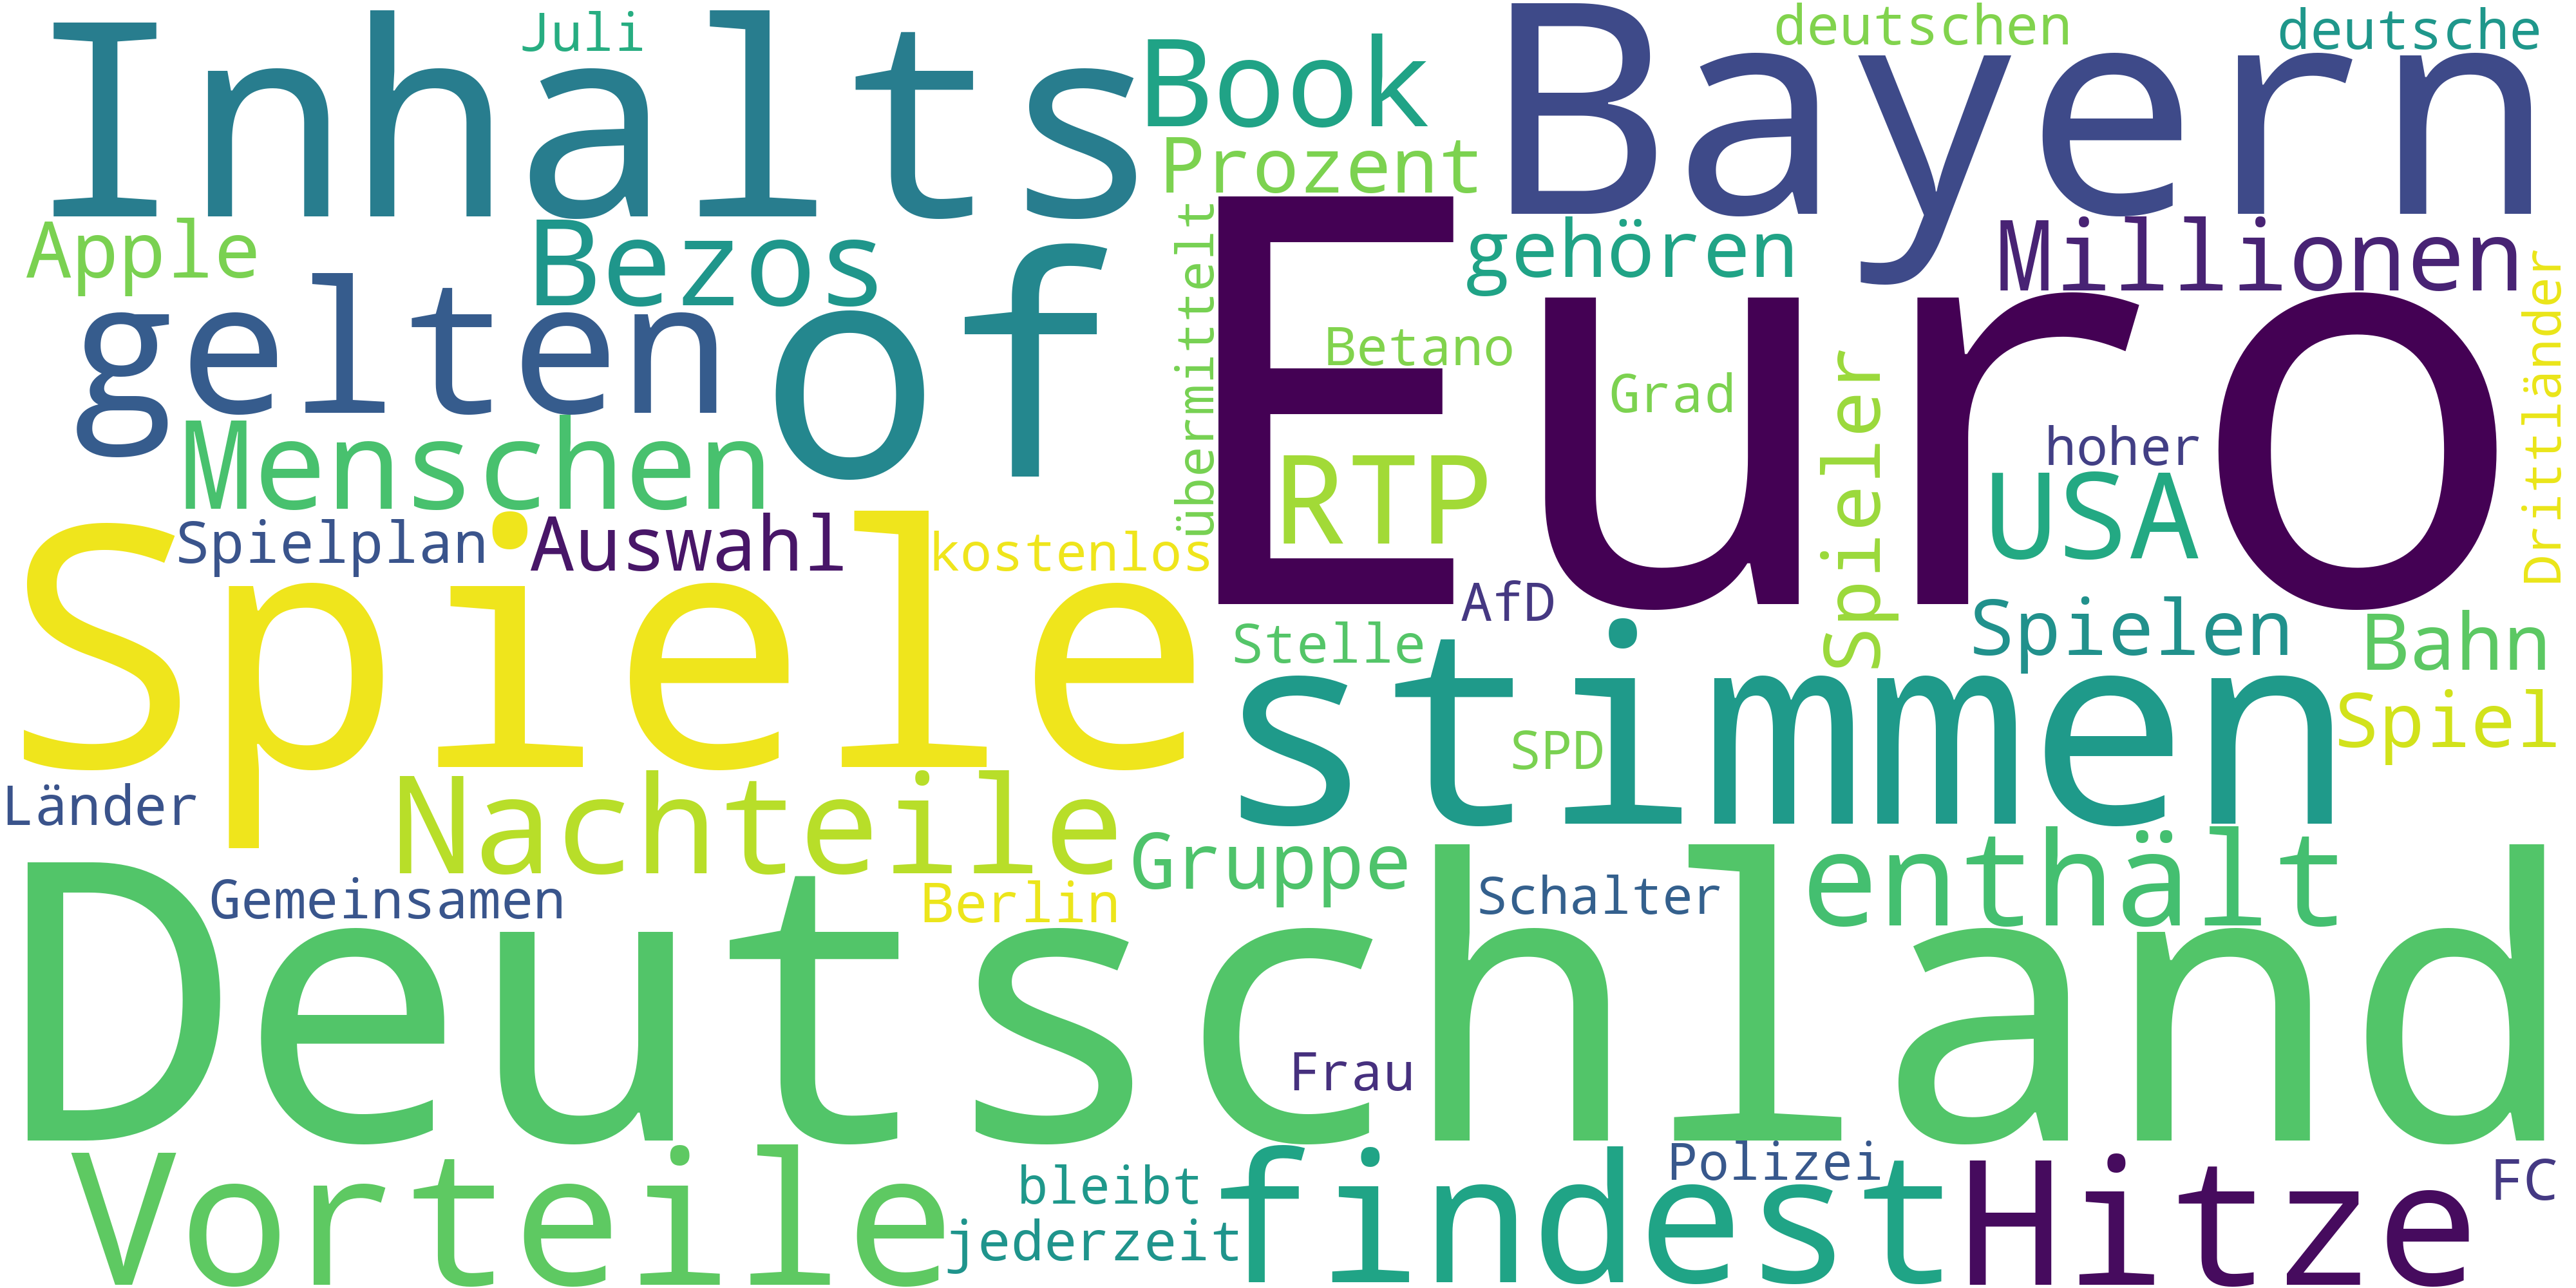 Inhalts
Juli
Book
Bayern
deutschen
deutsche
Prozent
Apple
Bezos
gelten
of
übermittelt
Euro
gehören
Millionen
Drittländer
Betano
Grad
Spieler
hoher
Menschen
RTP
USA
Spiele
Spielplan
Auswahl
kostenlos
AfD
Stelle
Spielen
Bahn
stimmen
Spiel
SPD
Länder
Nachteile
Gruppe
enthält
Deutschland
Gemeinsamen
Berlin
Schalter
Frau
Vorteile
bleibt
jederzeit
findest
Polizei
Hitze
FC